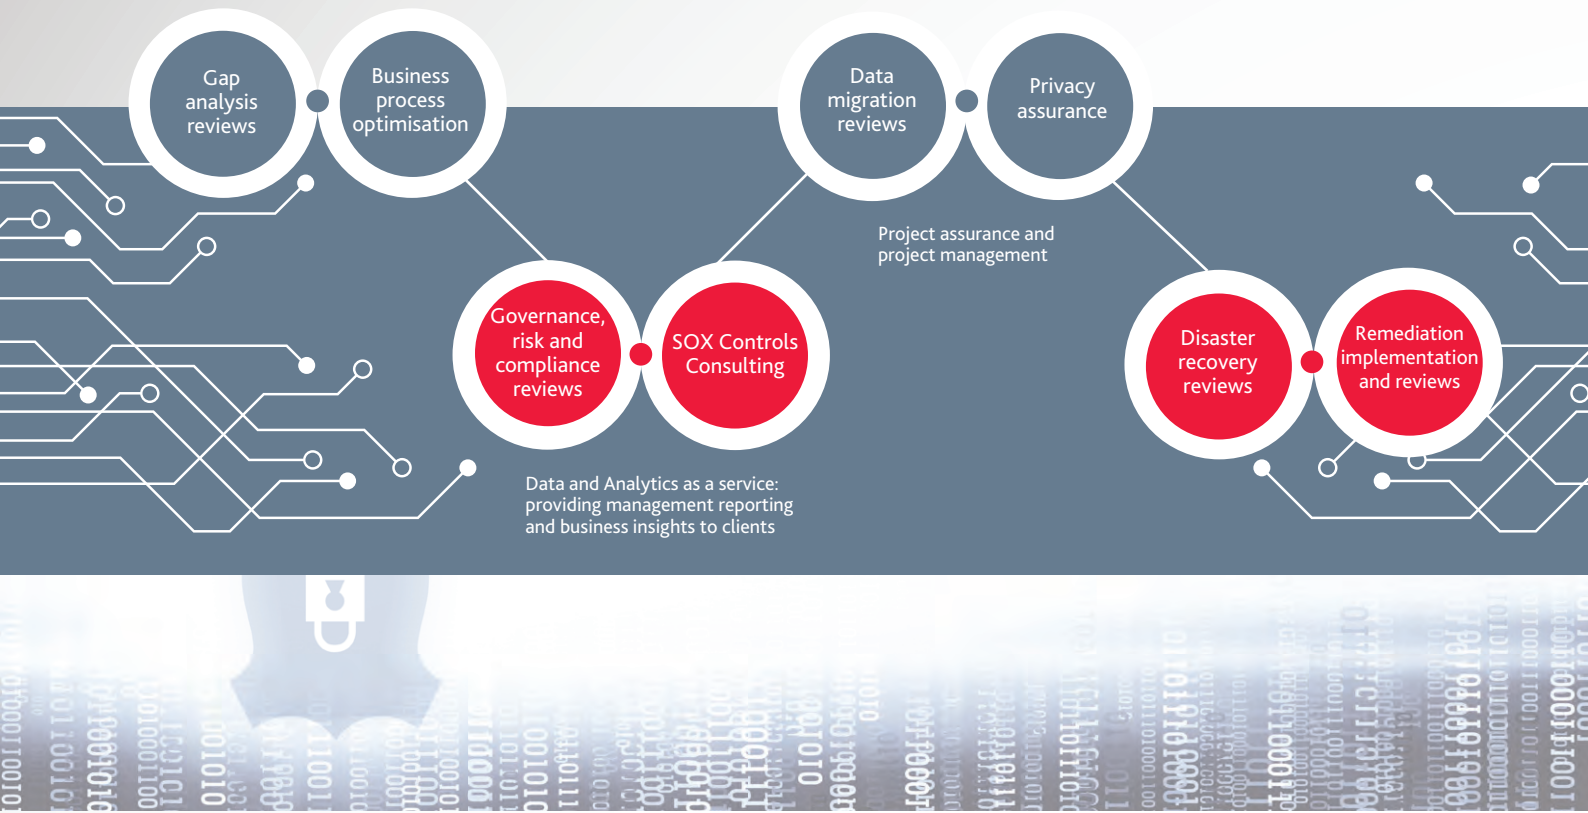 Gap
analysis
reviews
Business
process
optimisation
Data
migration
reviews
Privacy
assurance
Project assurance and
project management
Governance,
risk and
compliance
reviews
SOX Controls
Consulting
Disaster
recovery
reviews
Remediation
implementation
and reviews
Data and Analytics as a service:
providing management reporting
and business insights to clients